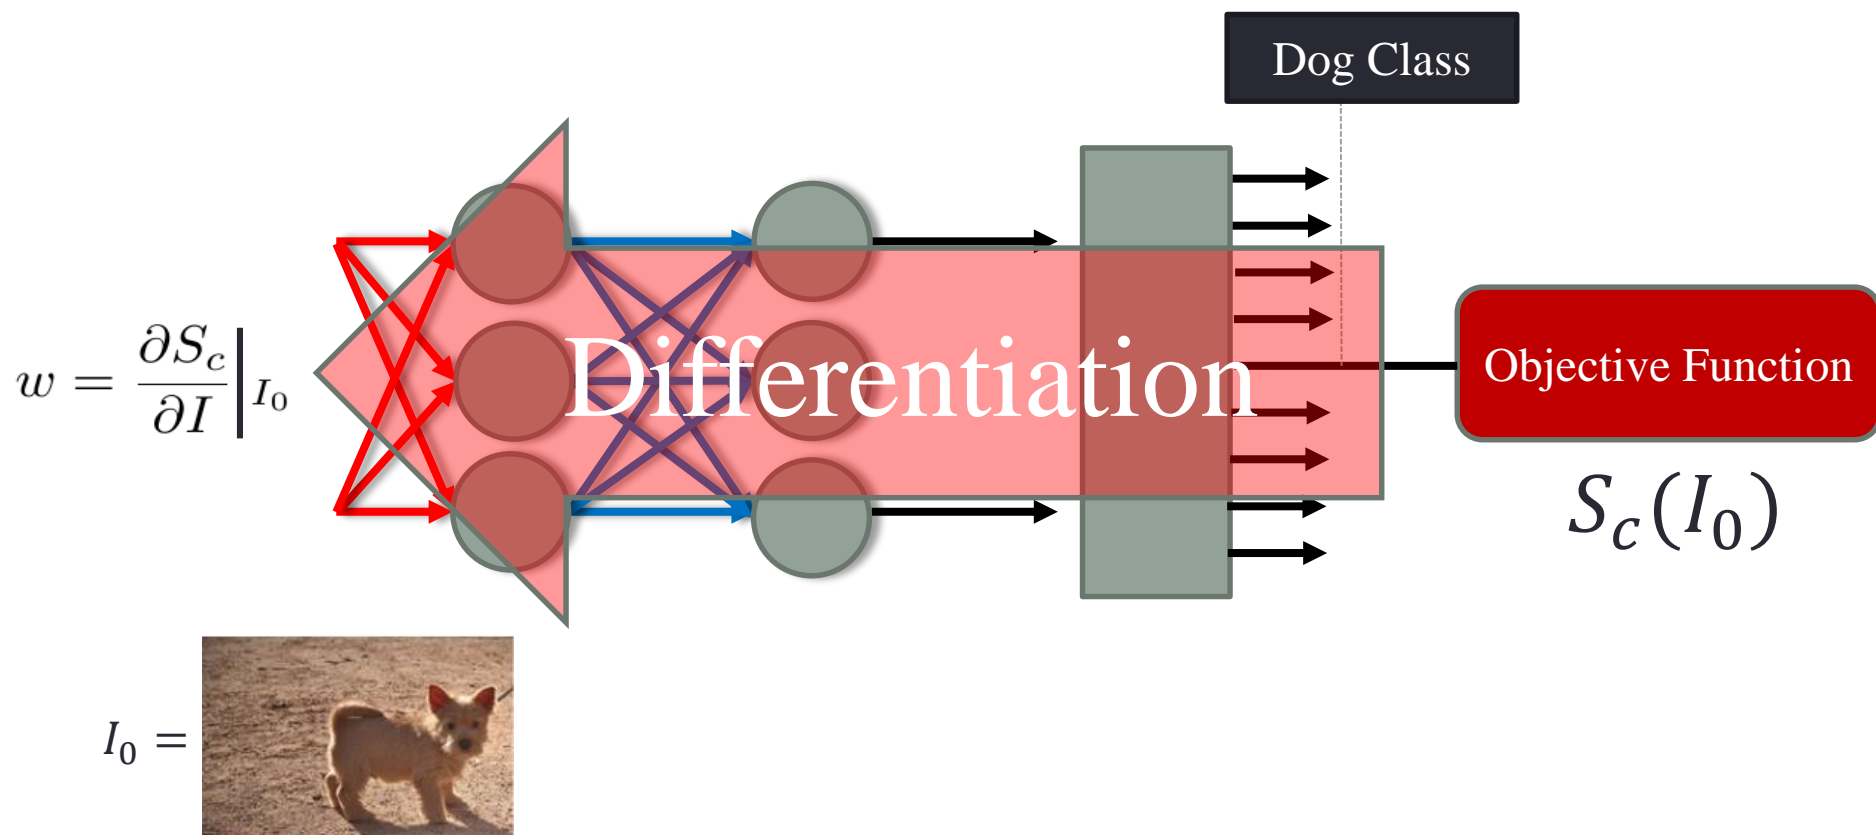 Dog Class
Differentiation
Objective Function
w = ∂S_c/∂I |_{I_0}
S_c(I_0)
I_0 =